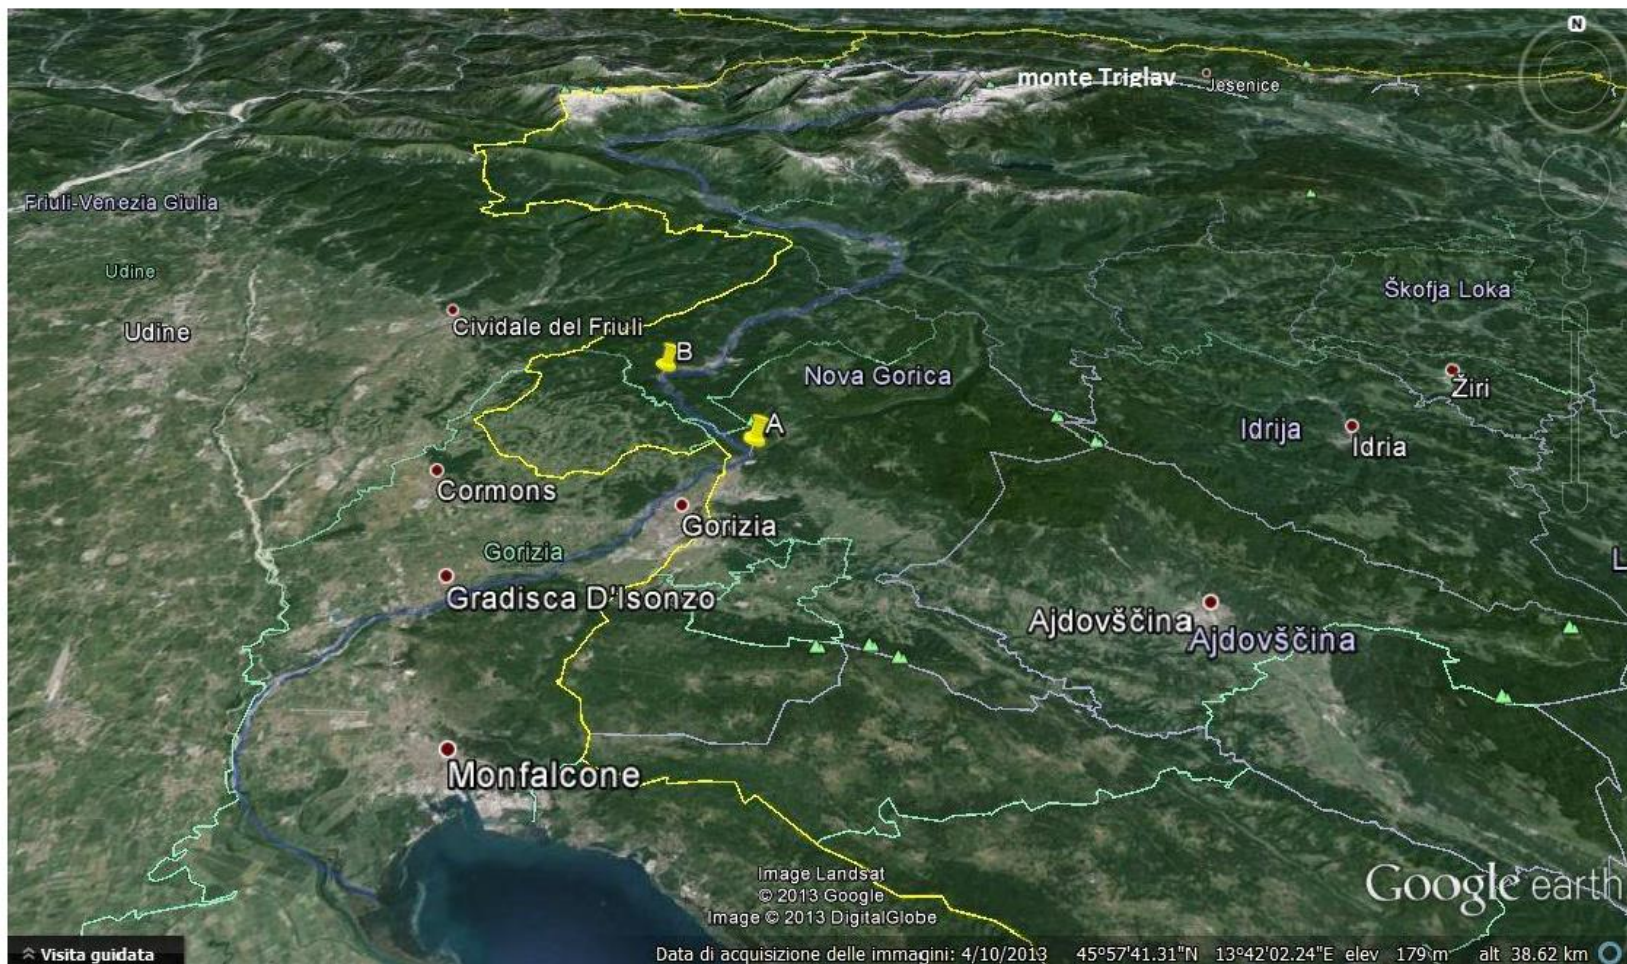 N
monte Triglav
Jesenice
Friuli-Venezia Giulia
Udine
Škofja Loka
Udine
Cividale del Friuli
B
Nova Gorica
Žiri
A
Idrija
Idria
Cormons
Gorizia
Gorizia
L
Gradisca D'Isonzo
Ajdovščina
Ajdovščina
Monfalcone
Image Landsat
© 2013 Google
Image © 2013 DigitalGlobe
Google earth
Visita guidata
Data di acquisizione delle immagini: 4/10/2013 45°57'41.31"N 13°42'02.24"E elev 179 m alt 38.62 km